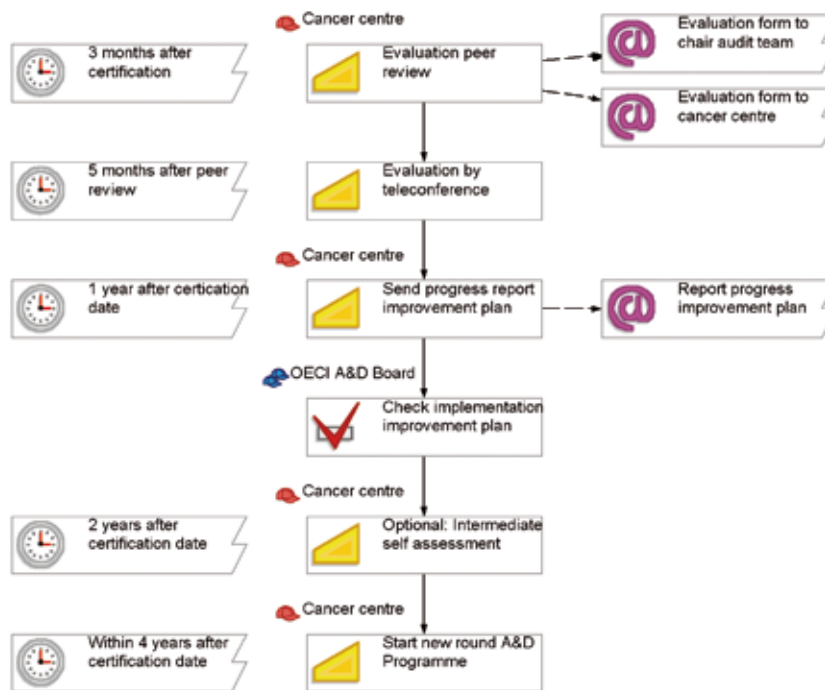 Cancer centre
3 months after
certification
Evaluation peer
review
Evaluation form to
chair audit team
Evaluation form to
cancer centre
5 months after peer
review
Evaluation by
teleconference
Cancer centre
1 year after certication
date
Send progress report
improvement plan
Report progress
improvement plan
OECI A&D Board
Check implementation
improvement plan
Cancer centre
2 years after
certification date
Optional: Intermediate
self assessment
Cancer centre
Within 4 years after
certification date
Start new round A&D
Programme